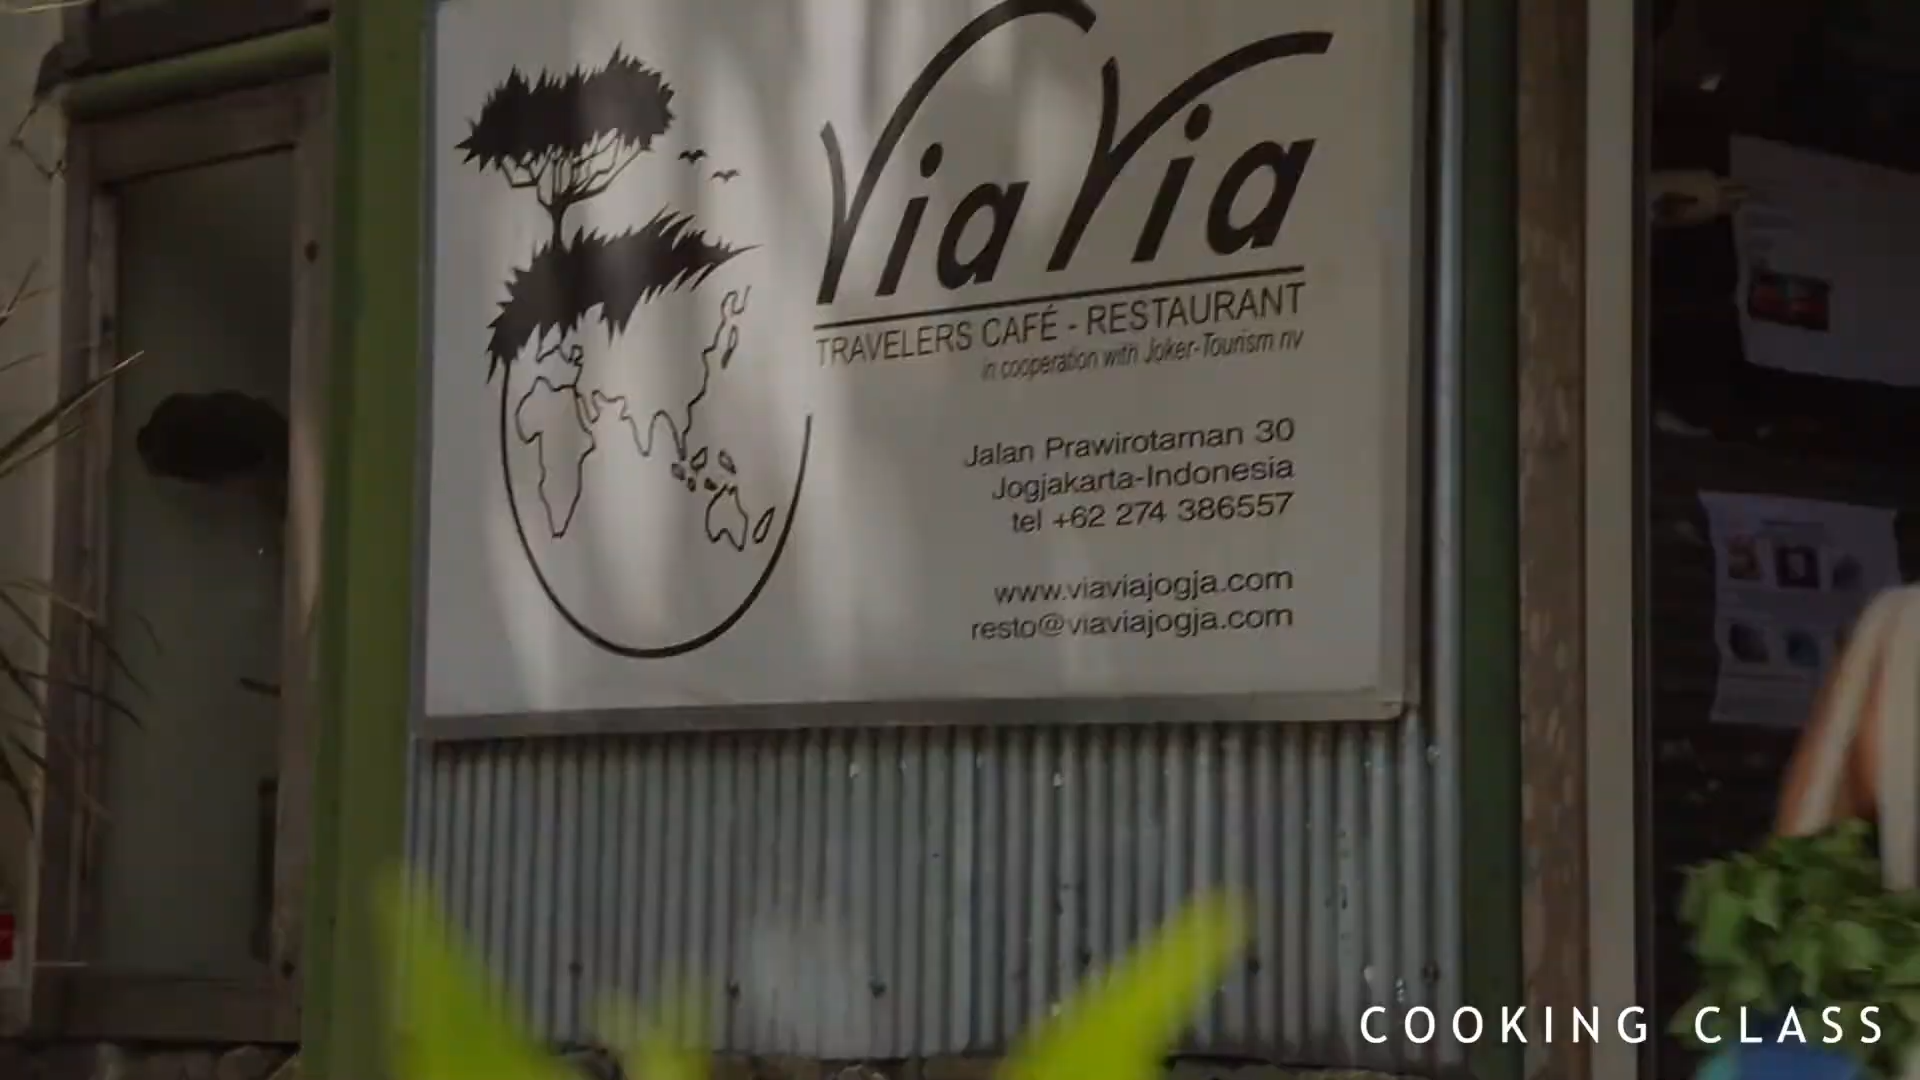 ViaVia
TRAVELERS CAFÉ - RESTAURANT
in cooperation with Joker-Tourism nv
Jalan Prawirotaman 30
Jogjakarta-Indonesia
tel +62 274 386557
www.viaviajogja.com
resto@viaviajogja.com
COOKING CLASS